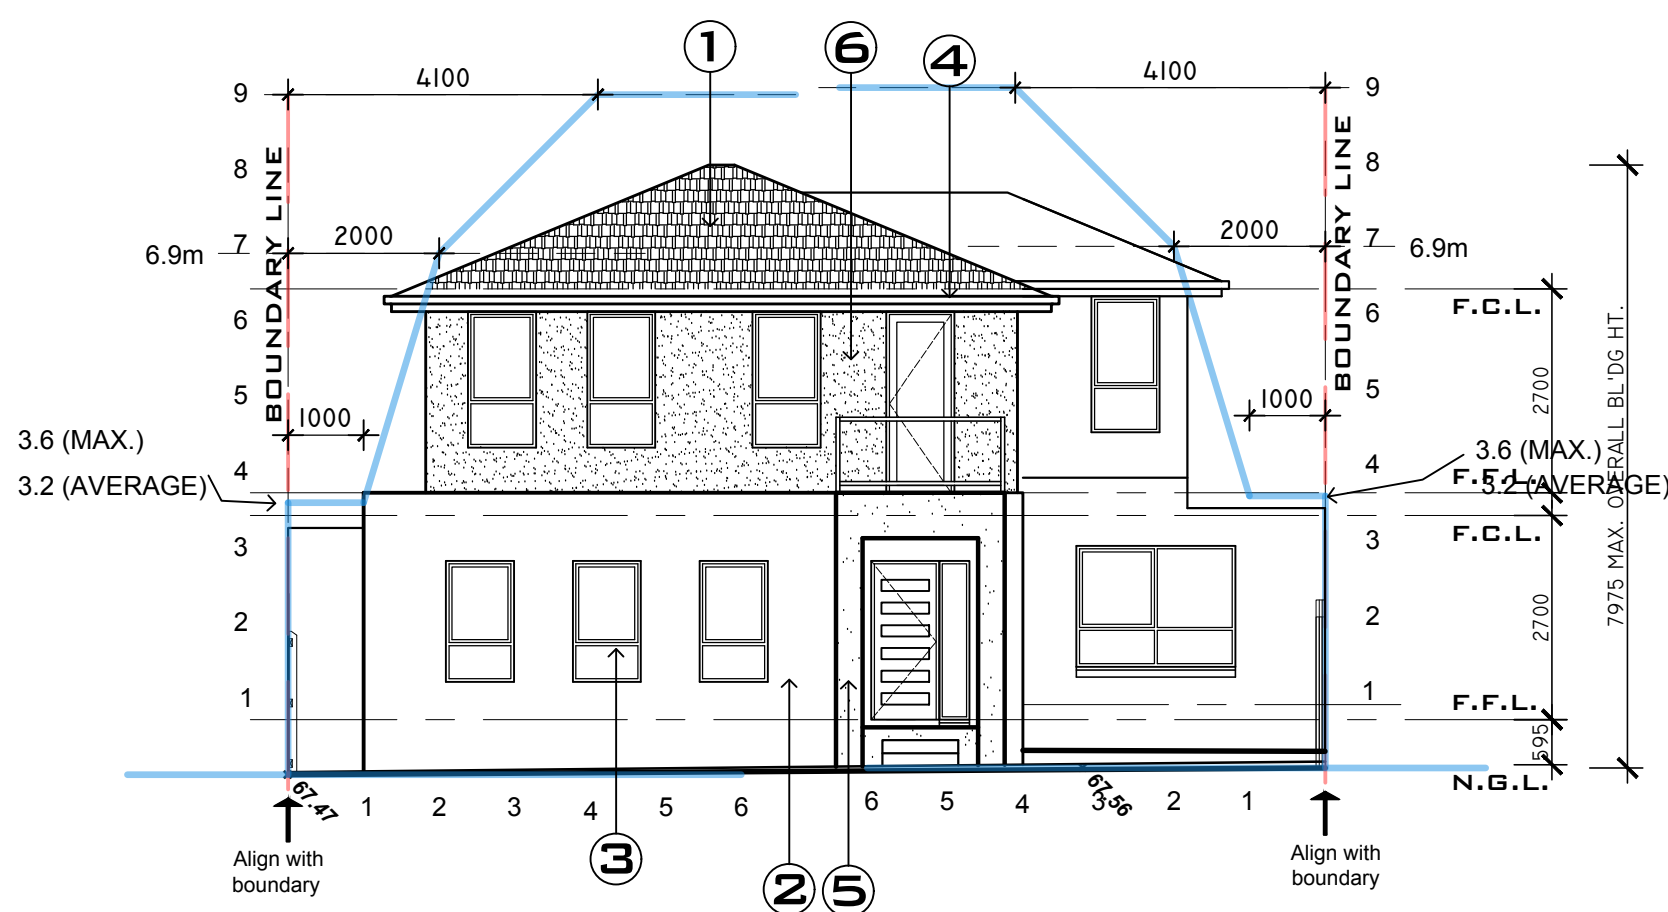 1
6
4
4100
4100
9
9
BOUNDARY LINE
BOUNDARY LINE
8
8
7
7
2000
2000
6.9m
6.9m
6
6
F.C.L.
5
5
1000
1000
2700
7975 MAX. OVERALL BL'DG HT.
3.6 (MAX.)
3.6 (MAX.)
4
4
3.2 (AVERAGE)
F.F.L.
3.2 (AVERAGE)
3
3
F.C.L.
2
2
2700
1
1
F.F.L.
595
N.G.L.
67.47
67.56
1
2
3
4
5
6
6
5
4
3
2
1
Align with
boundary
Align with
boundary
3
2
5